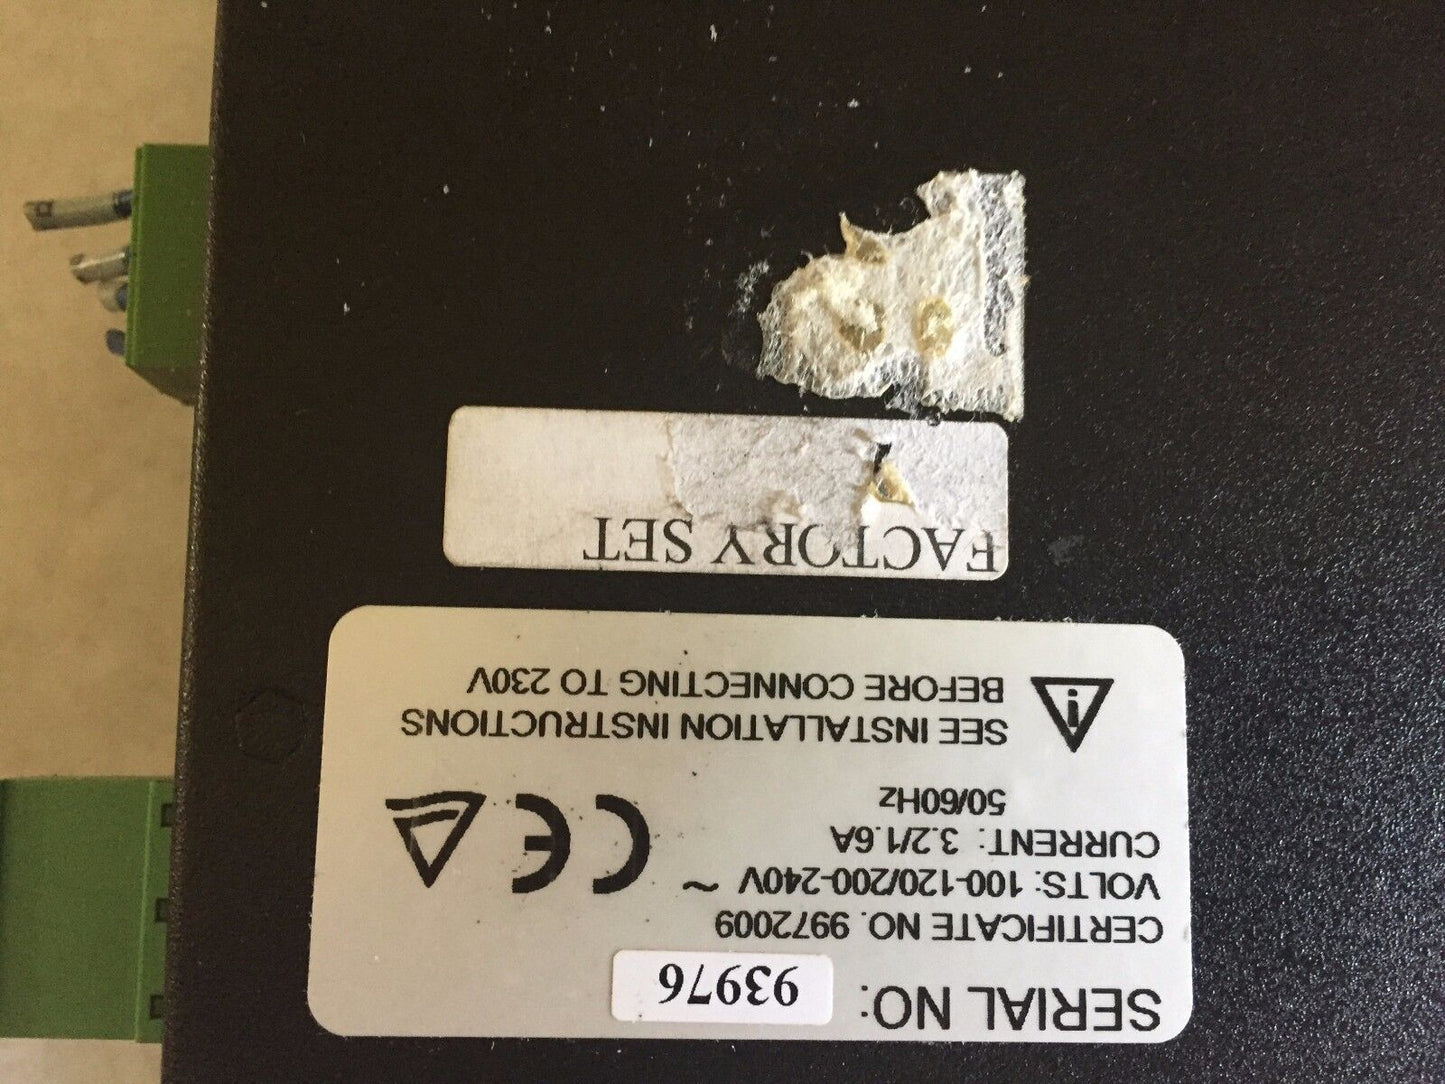 SERIAL NO: 93976
CERTIFICATE NO. 9972009
VOLTS: 100-120/200-240V ~
CURRENT: 3.2/1.6A
50/60Hz
CE
SEE INSTALLATION INSTRUCTIONS
BEFORE CONNECTING TO 230V
FACTORY SET